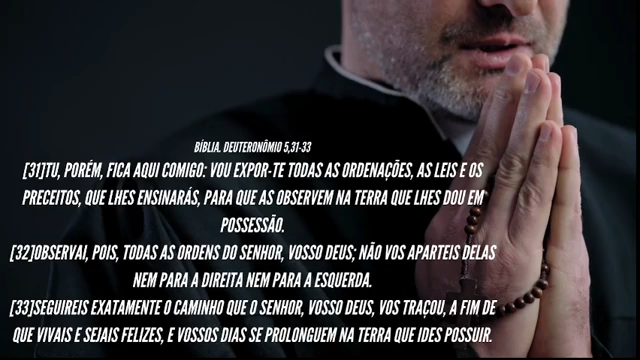 BÍBLIA. DEUTERONÔMIO 5,31-33
[31]TU, PORÉM, FICA AQUI COMIGO: VOU EXPOR-TE TODAS AS ORDENAÇÕES, AS LEIS E OS
PRECEITOS, QUE LHES ENSINARÁS, PARA QUE AS OBSERVEM NA TERRA QUE LHES DOU EM
POSSESSÃO.
[32]OBSERVAI, POIS, TODAS AS ORDENS DO SENHOR, VOSSO DEUS; NÃO VOS APARTEIS DELAS
NEM PARA A DIREITA NEM PARA A ESQUERDA.
[33]SEGUIREIS EXATAMENTE O CAMINHO QUE O SENHOR, VOSSO DEUS, VOS TRAÇOU, A FIM DE
QUE VIVAIS E SEJAIS FELIZES, E VOSSOS DIAS SE PROLONGUEM NA TERRA QUE IDES POSSUIR.